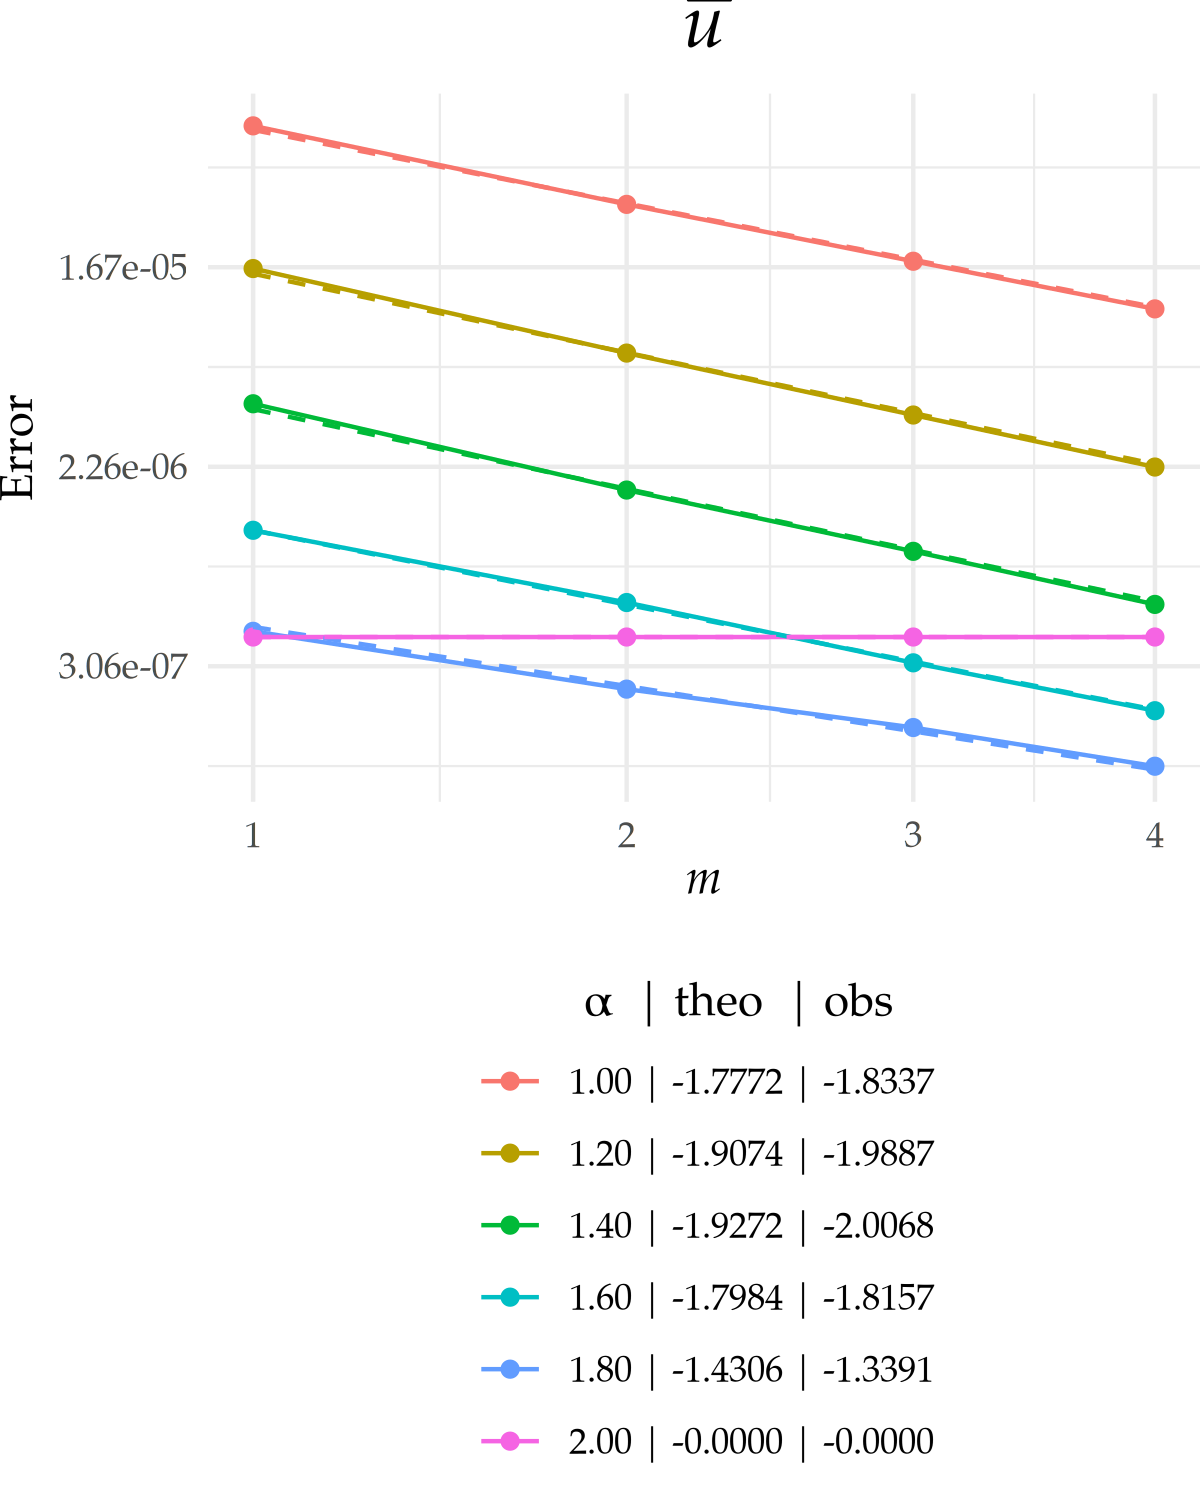 u̅
1.67e-05
2.26e-06
3.06e-07
Error
1 2 3 4
m
α | theo | obs
1.00 | -1.7772 | -1.8337
1.20 | -1.9074 | -1.9887
1.40 | -1.9272 | -2.0068
1.60 | -1.7984 | -1.8157
1.80 | -1.4306 | -1.3391
2.00 | -0.0000 | -0.0000